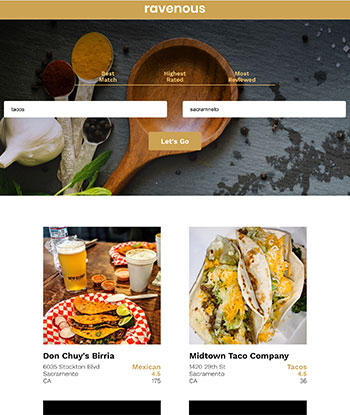 ravenous
Best Match
Highest Rated
Most Reviewed
tacos
sacramneto
Let's Go
Don Chuy's Birria
6035 Stockton Blvd
Mexican
Sacramento
4.5
CA
175
Midtown Taco Company
1420 29th St
Tacos
Sacramento
4.5
CA
36